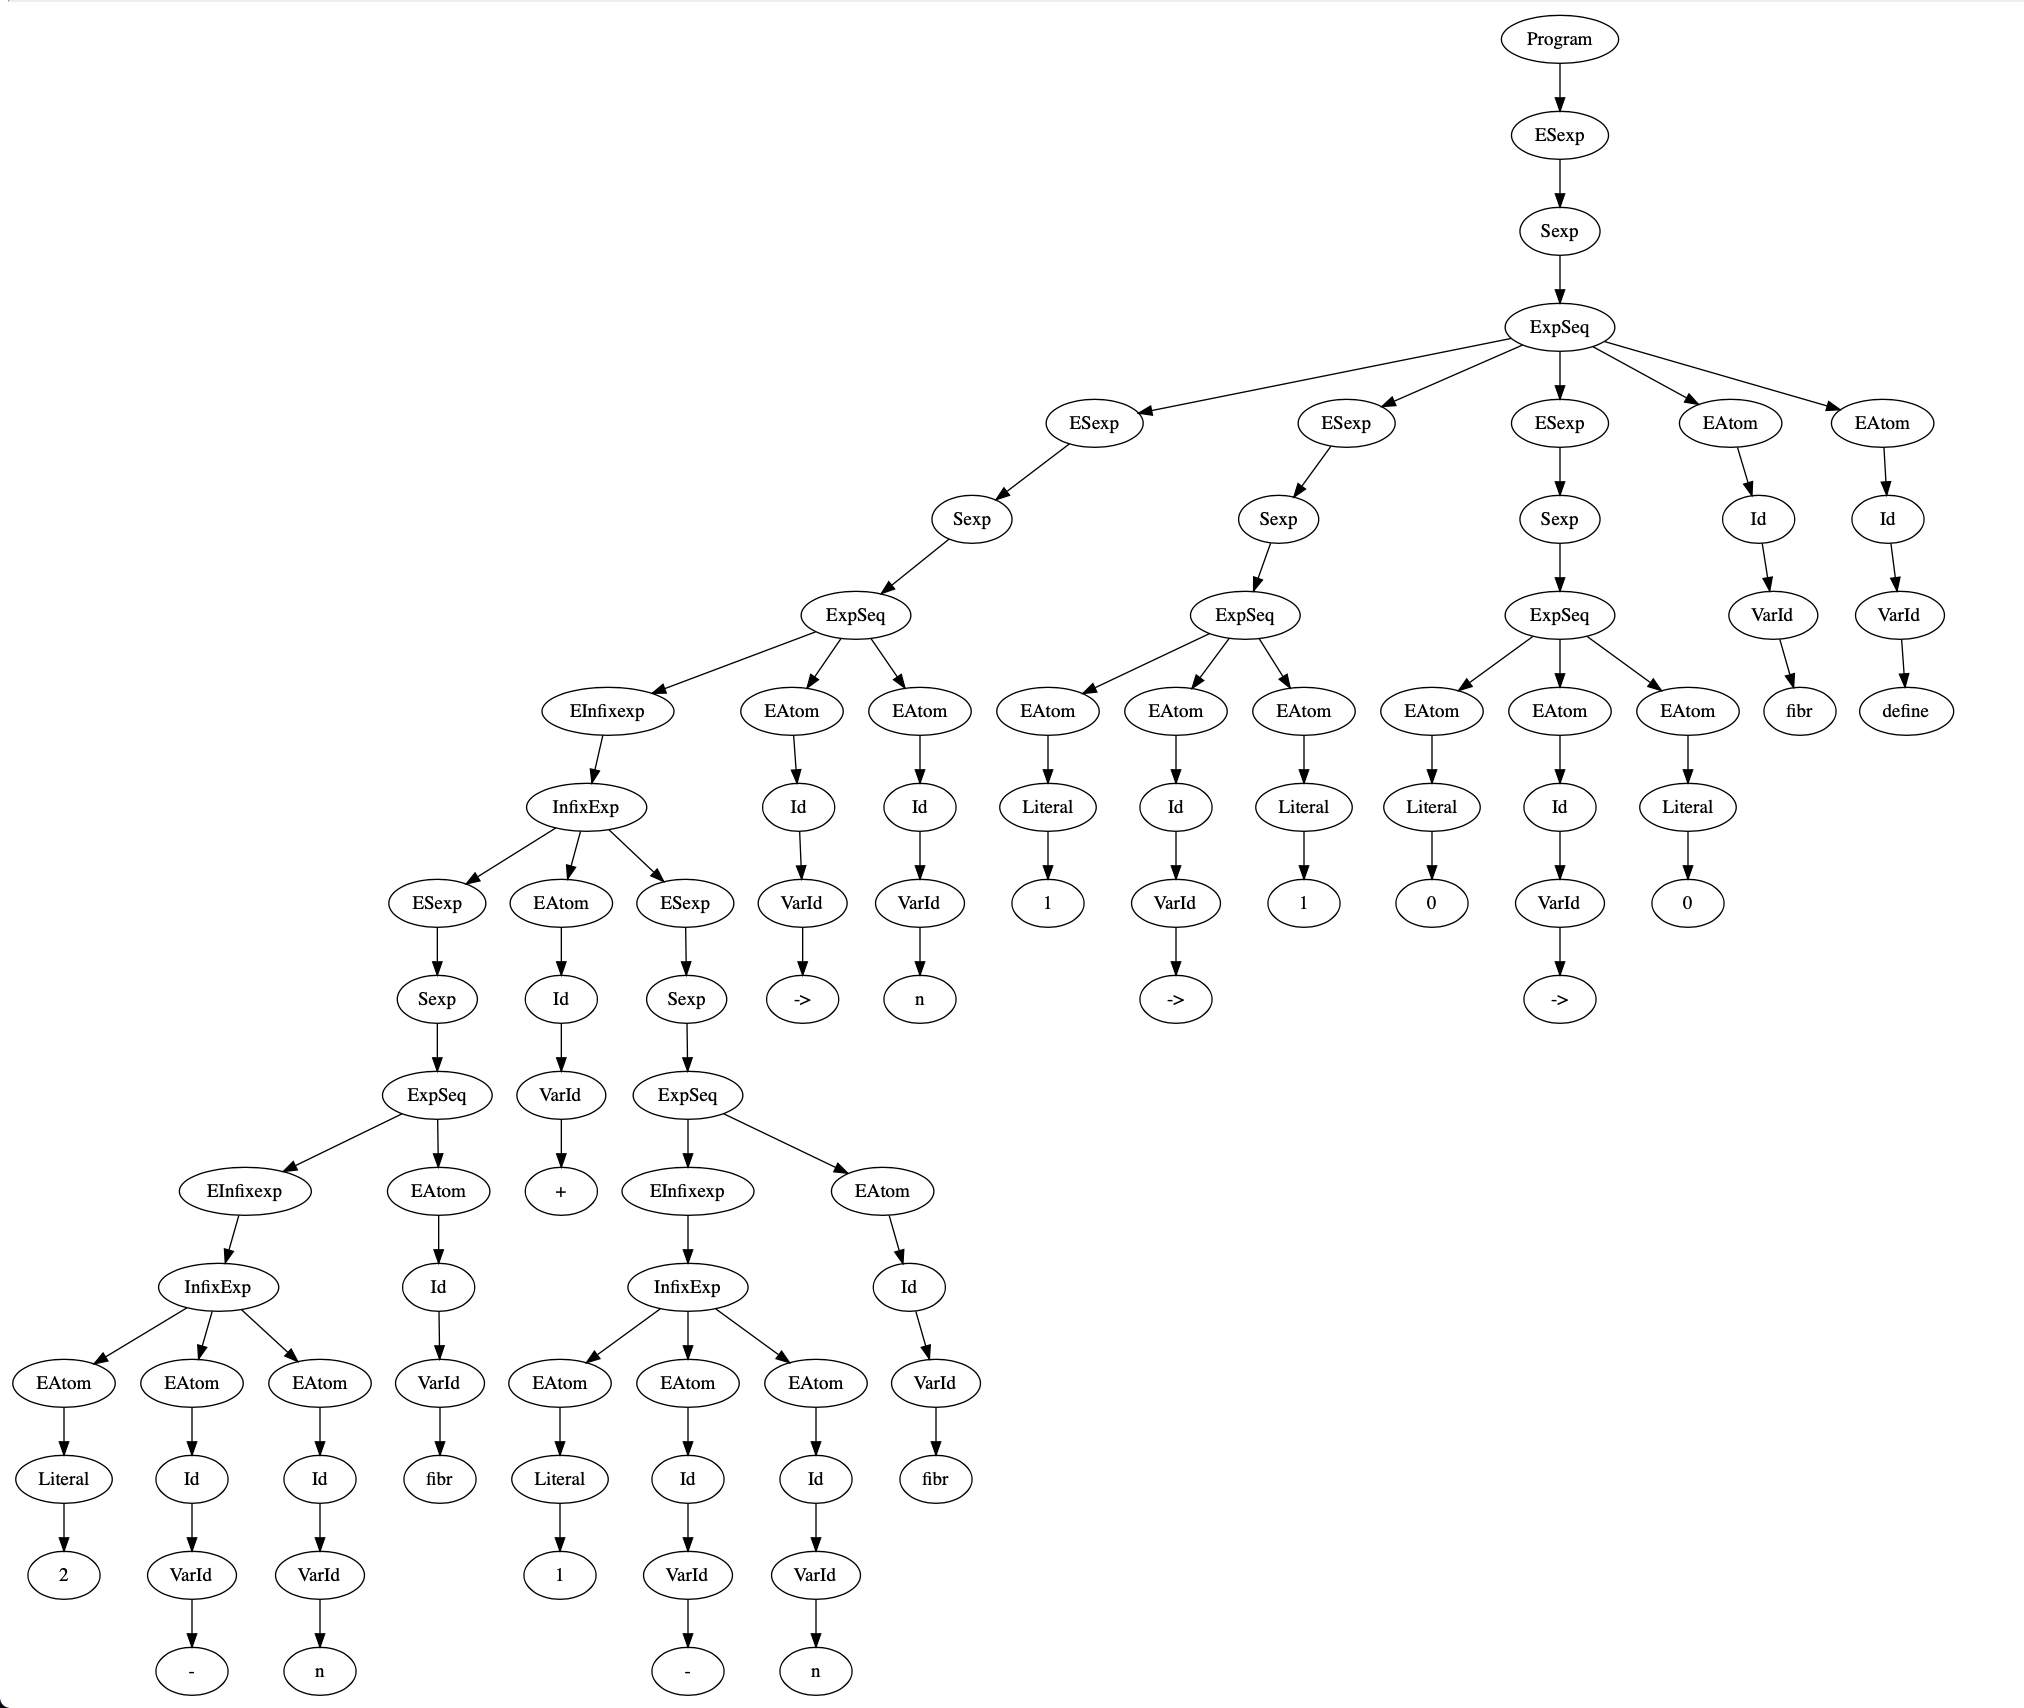 Program
ESexp
Sexp
ExpSeq
ESexp ESexp ESexp EAtom EAtom
Sexp Sexp Sexp Id Id
ExpSeq ExpSeq ExpSeq VarId VarId
EInfixexp EAtom EAtom EAtom EAtom EAtom EAtom EAtom EAtom fibr define
InfixExp Id Id Literal Id Literal Literal Id Literal
ESexp EAtom ESexp VarId VarId 1 VarId 1 0 VarId 0
Sexp Id Sexp -> n -> ->
ExpSeq VarId ExpSeq
EInfixexp EAtom + EInfixexp EAtom
InfixExp Id InfixExp Id
EAtom EAtom EAtom VarId EAtom EAtom EAtom VarId
Literal Id Id fibr Literal Id Id fibr
2 VarId VarId 1 VarId VarId
- n - n